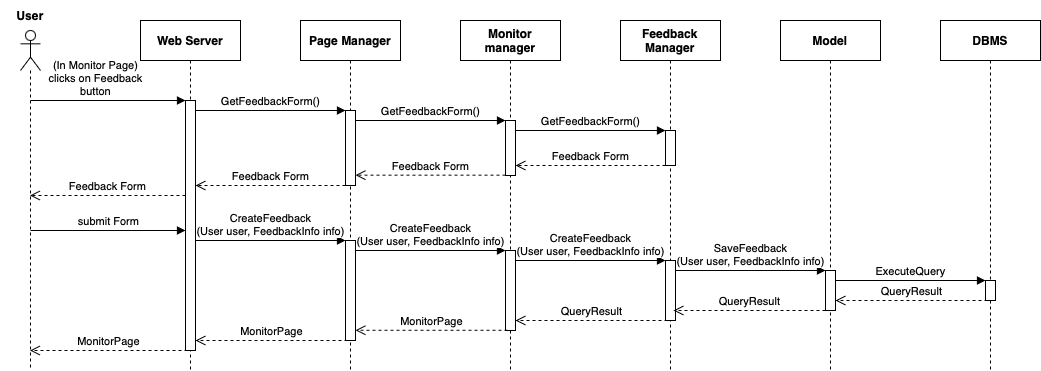 User
Web Server
Page Manager
Monitor
manager
Feedback
Manager
Model
DBMS
(In Monitor Page)
clicks on Feedback
button
GetFeedbackForm()
GetFeedbackForm()
GetFeedbackForm()
Feedback Form
Feedback Form
Feedback Form
Feedback Form
submit Form
CreateFeedback
(User user, FeedbackInfo info)
CreateFeedback
(User user, FeedbackInfo info)
CreateFeedback
(User user, FeedbackInfo info)
SaveFeedback
(User user, FeedbackInfo info)
ExecuteQuery
QueryResult
QueryResult
QueryResult
MonitorPage
MonitorPage
MonitorPage